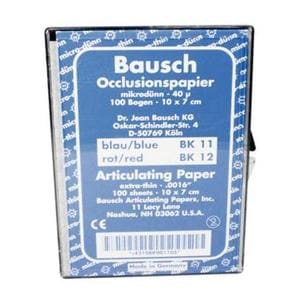 Bausch
Occlusionspapier
mikrodünn - 40 µ
100 Bogen - 10 x 7 cm
Dr. Jean Bausch KG
Oskar-Schindler-Str. 4
D-50769 Köln
blau/blue BK 11
rot/red BK 12
Articulating Paper
extra-thin - .0016"
100 sheets - 10 x 7 cm
Bausch Articulating Papers, Inc.
11 Lacy Lane
Nashua, NH 03062 U.S.A.
CE
2
Made in Germany